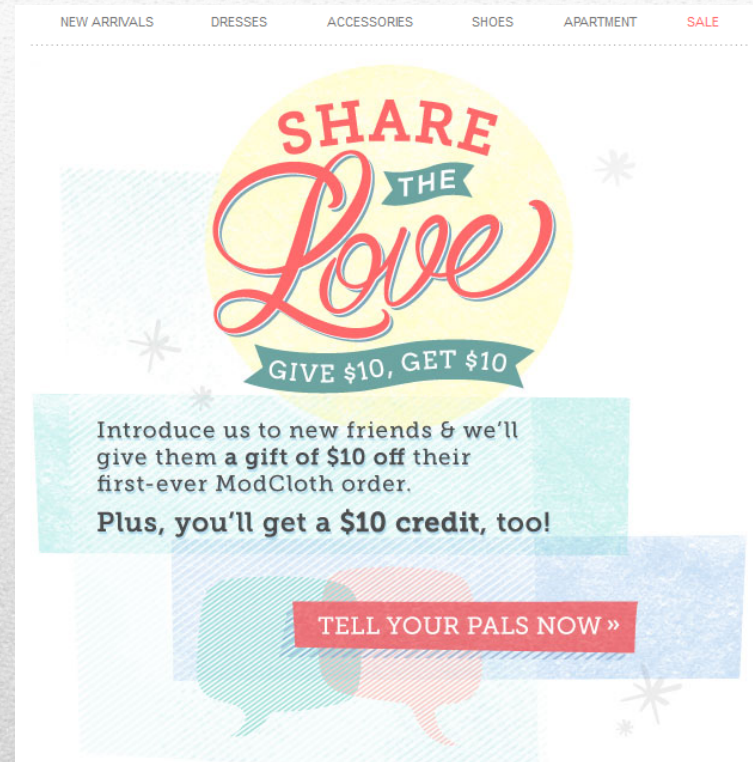 NEW ARRIVALS DRESSES ACCESSORIES SHOES APARTMENT SALE
SHARE
THE
Love
GIVE $10, GET $10
Introduce us to new friends & we'll
give them a gift of $10 off their
first-ever ModCloth order.
Plus, you'll get a $10 credit, too!
TELL YOUR PALS NOW »